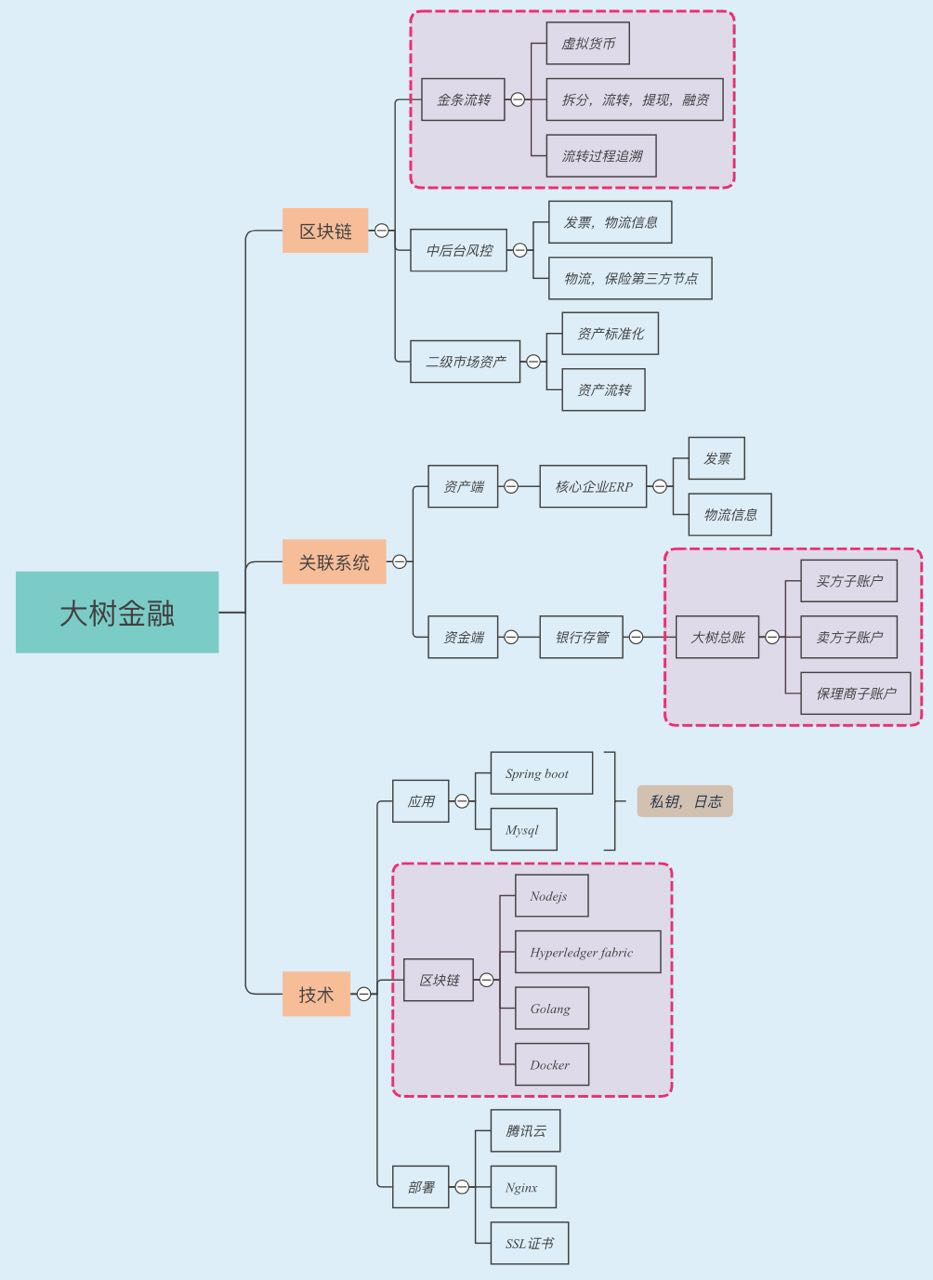 大树金融
区块链
金条流转
虚拟货币
拆分，流转，提现，融资
流转过程追溯
中后台风控
发票，物流信息
物流，保险第三方节点
二级市场资产
资产标准化
资产流转
关联系统
资产端
核心企业ERP
发票
物流信息
资金端
银行存管
大树总账
买方子账户
卖方子账户
保理商子账户
技术
应用
Spring boot
Mysql
私钥，日志
区块链
Nodejs
Hyperledger fabric
Golang
Docker
部署
腾讯云
Nginx
SSL证书